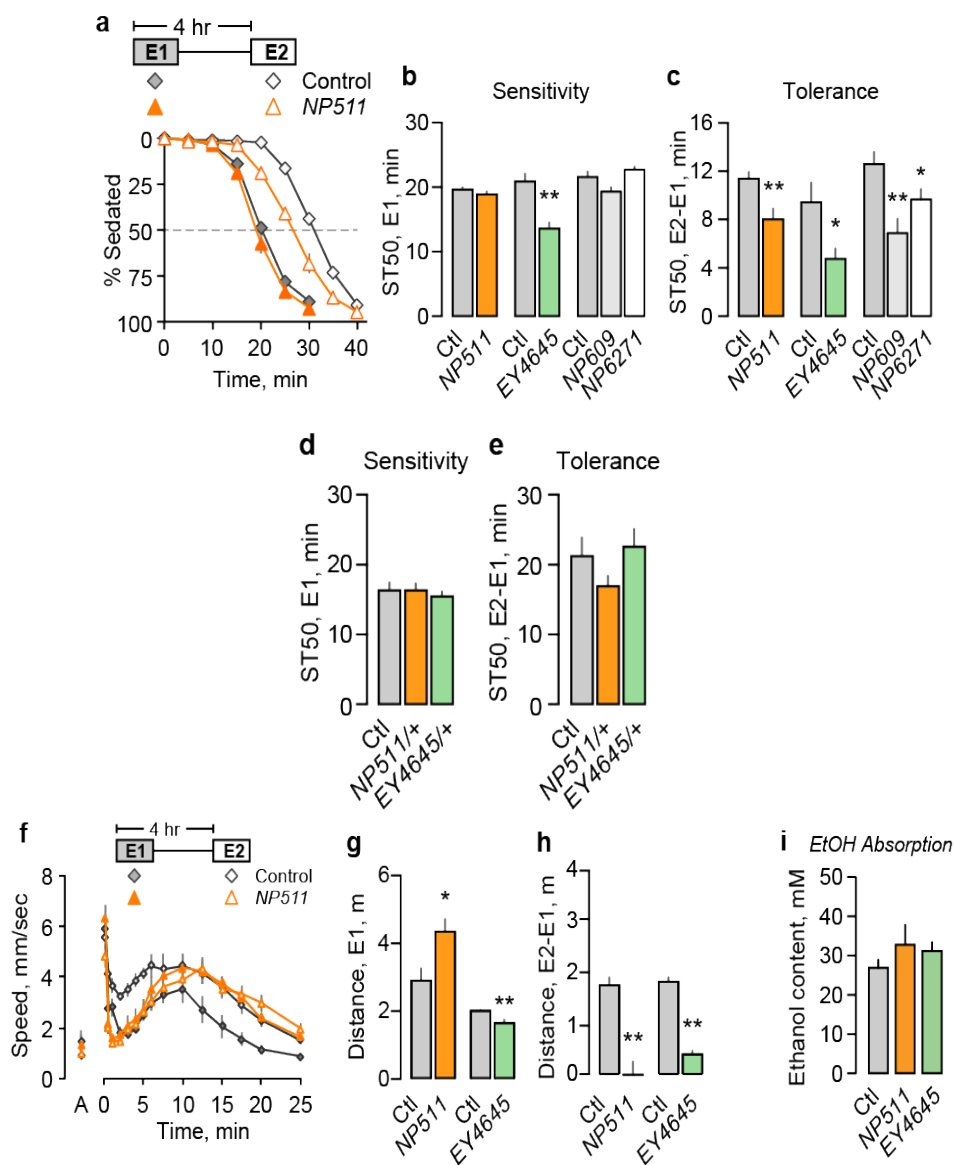 a
4 hr
E1
E2
Control
NP511
0
25
50
75
100
% Sedated
0
10
20
30
40
Time, min
b
Sensitivity
30
20
10
0
ST50, E1, min
Ctl
NP511
Ctl
EY4645
Ctl
NP609
NP6271
**
c
Tolerance
16
12
8
4
0
ST50, E2-E1, min
**
*
**
*
Ctl
NP511
Ctl
EY4645
Ctl
NP609
NP6271
d
Sensitivity
30
20
10
0
ST50, E1, min
Ctl
NP511/+
EY4645/+
e
Tolerance
30
20
10
0
ST50, E2-E1, min
Ctl
NP511/+
EY4645/+
f
4 hr
E1
E2
Control
NP511
8
6
4
2
0
Speed, mm/sec
A
0
5
10
15
20
25
Time, min
g
6
4
2
0
Distance, E1, m
*
**
Ctl
NP511
Ctl
EY4645
h
4
3
2
1
0
Distance, E2-E1, m
**
**
Ctl
NP511
Ctl
EY4645
i
EtOH Absorption
50
40
30
20
10
0
Ethanol content, mM
Ctl
NP511
EY4645